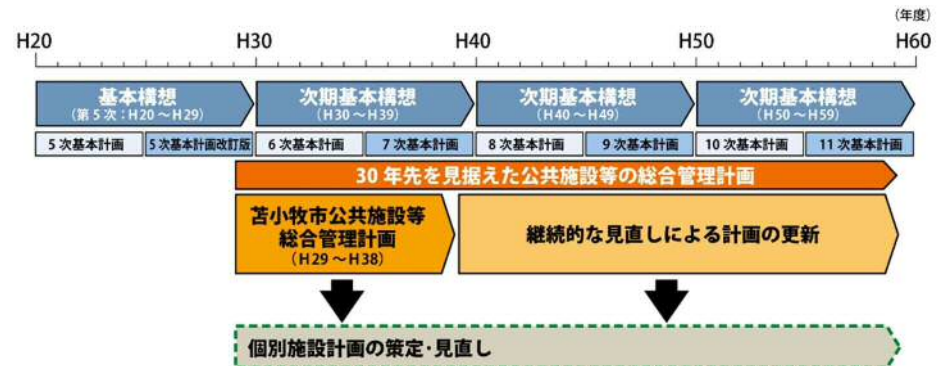 (年度)
H20 H30 H40 H50 H60
基本構想 次期基本構想 次期基本構想 次期基本構想
(第5次:H20～H29) (H30～H39) (H40～H49) (H50～H59)
5次基本計画 5次基本計画改訂版 6次基本計画 7次基本計画 8次基本計画 9次基本計画 10次基本計画 11次基本計画
30年先を見据えた公共施設等の総合管理計画
苫小牧市公共施設等
総合管理計画
(H29～H38)
継続的な見直しによる計画の更新
個別施設計画の策定・見直し